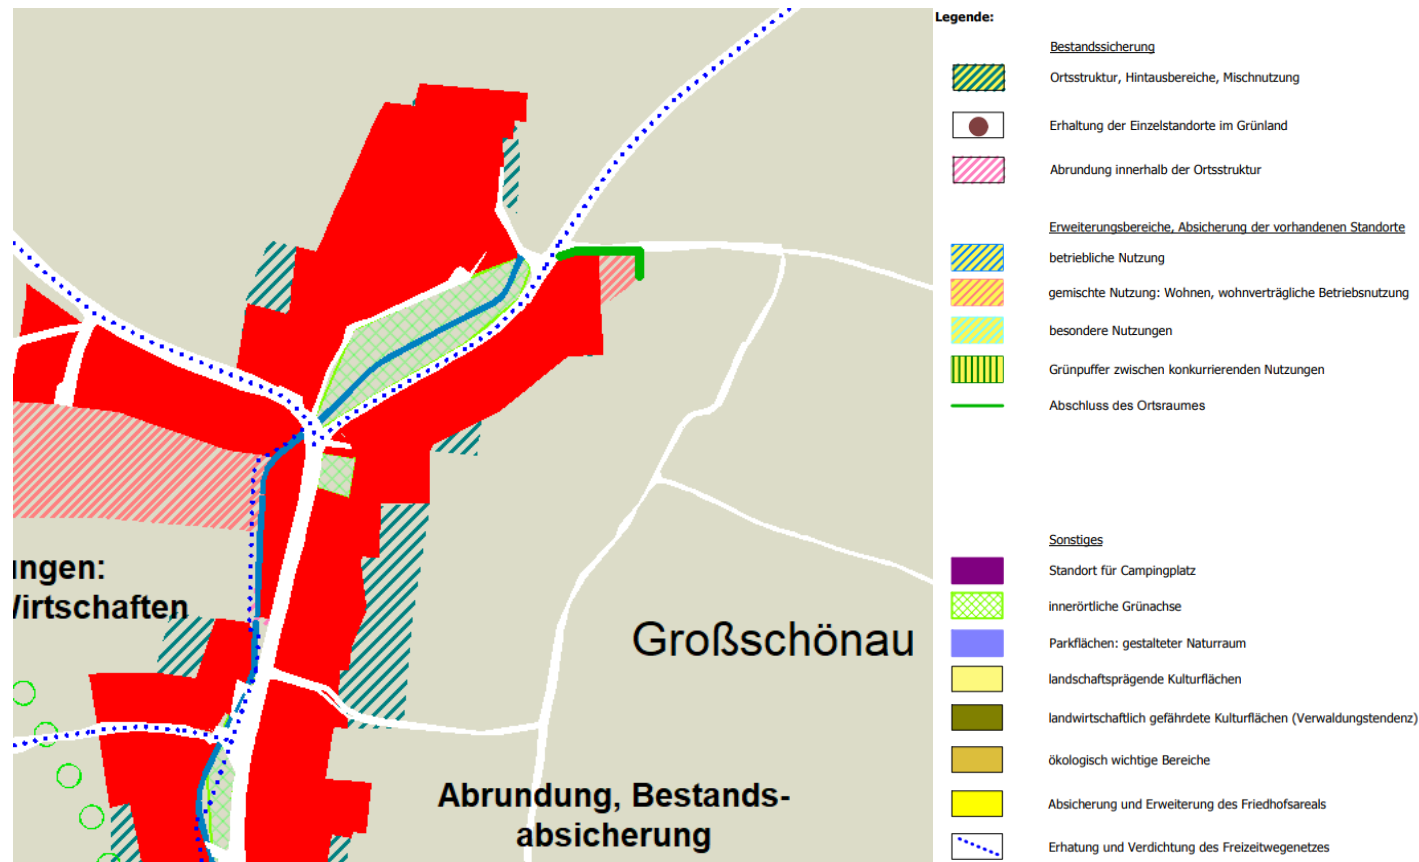 ungen:
Wirtschaften
Großschönau
Abrundung, Bestands-
absicherung
Legende:
Bestandssicherung
Ortsstruktur, Hintausbereiche, Mischnutzung
Erhaltung der Einzelstandorte im Grünland
Abrundung innerhalb der Ortsstruktur
Erweiterungsbereiche, Absicherung der vorhandenen Standorte
betriebliche Nutzung
gemischte Nutzung: Wohnen, wohnverträgliche Betriebsnutzung
besondere Nutzungen
Grünpuffer zwischen konkurrierenden Nutzungen
Abschluss des Ortsraumes
Sonstiges
Standort für Campingplatz
innerörtliche Grünachse
Parkflächen: gestalteter Naturraum
landschaftsprägende Kulturflächen
landwirtschaftlich gefährdete Kulturflächen (Verwaldungstendenz)
ökologisch wichtige Bereiche
Absicherung und Erweiterung des Friedhofsareals
Erhatung und Verdichtung des Freizeitwegenetzes